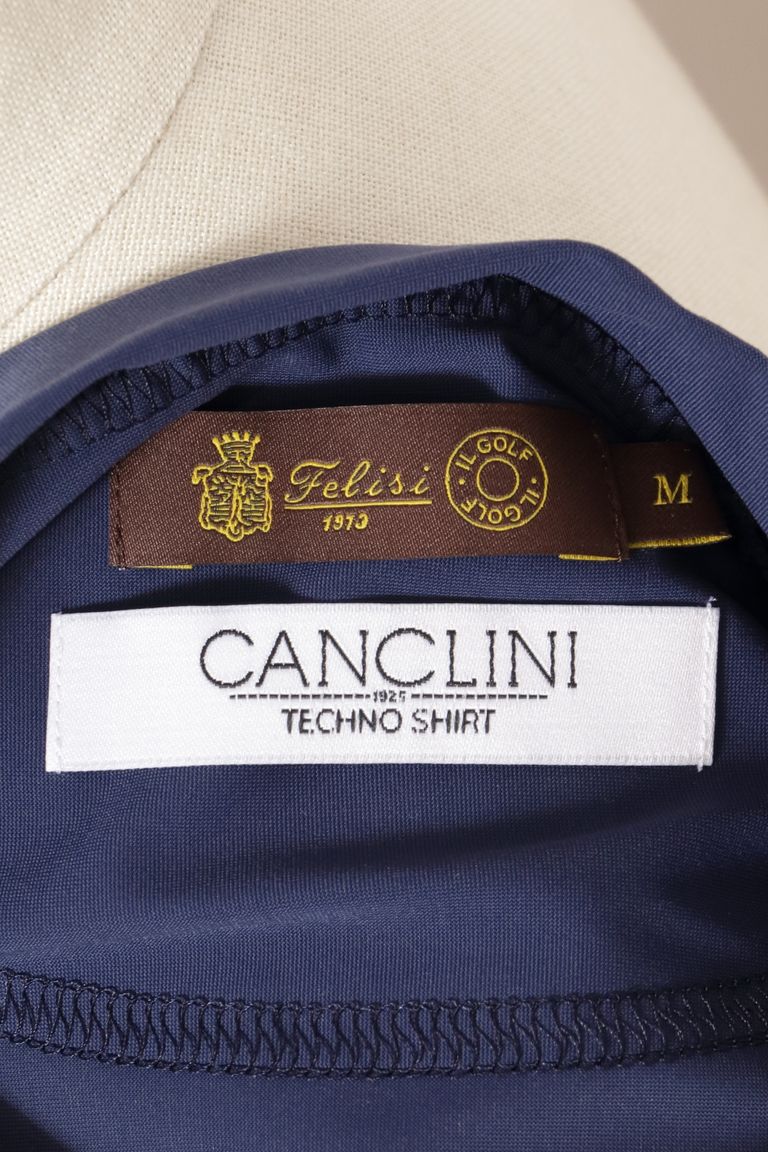 Felisi
1973
IL GOLF · IL GOLF ·
M
CANCLINI
1925
TECHNO SHIRT